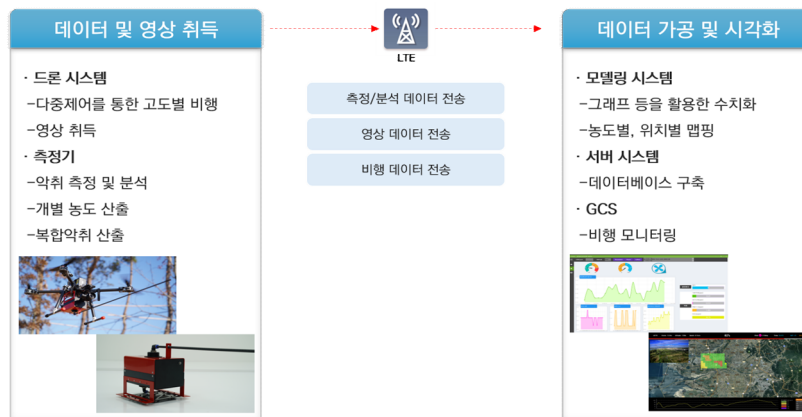 데이터 및 영상 취득
· 드론 시스템
-다중제어를 통한 고도별 비행
-영상 취득
· 측정기
-악취 측정 및 분석
-개별 농도 산출
-복합악취 산출
LTE
측정/분석 데이터 전송
영상 데이터 전송
비행 데이터 전송
데이터 가공 및 시각화
· 모델링 시스템
-그래프 등을 활용한 수치화
-농도별, 위치별 맵핑
· 서버 시스템
-데이터베이스 구축
· GCS
-비행 모니터링